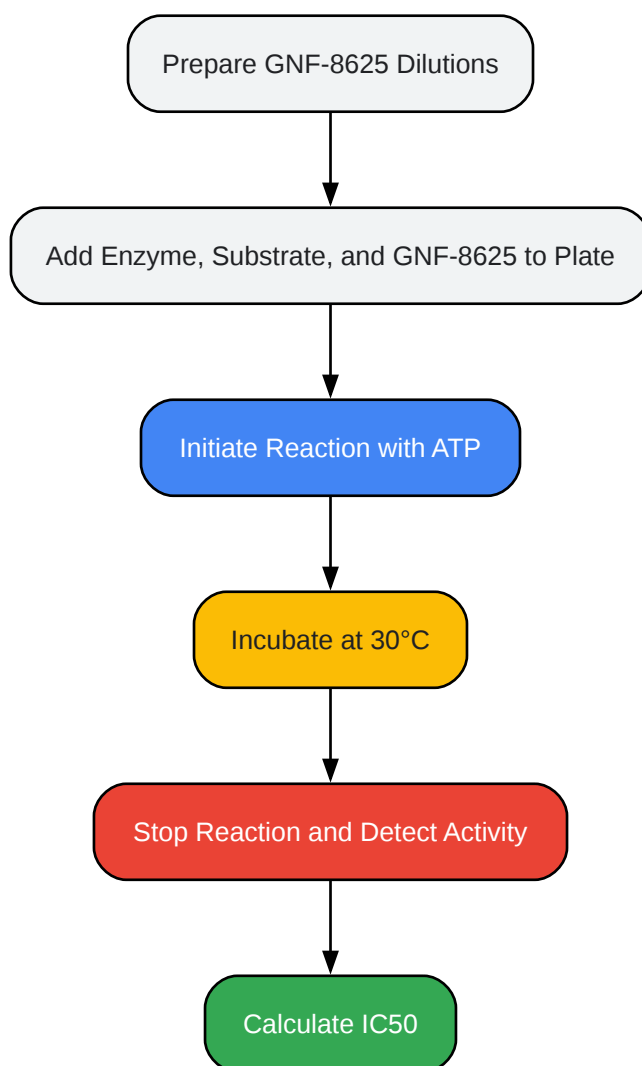 Prepare GNF-8625 Dilutions
Add Enzyme, Substrate, and GNF-8625 to Plate
Initiate Reaction with ATP
Incubate at 30°C
Stop Reaction and Detect Activity
Calculate IC50